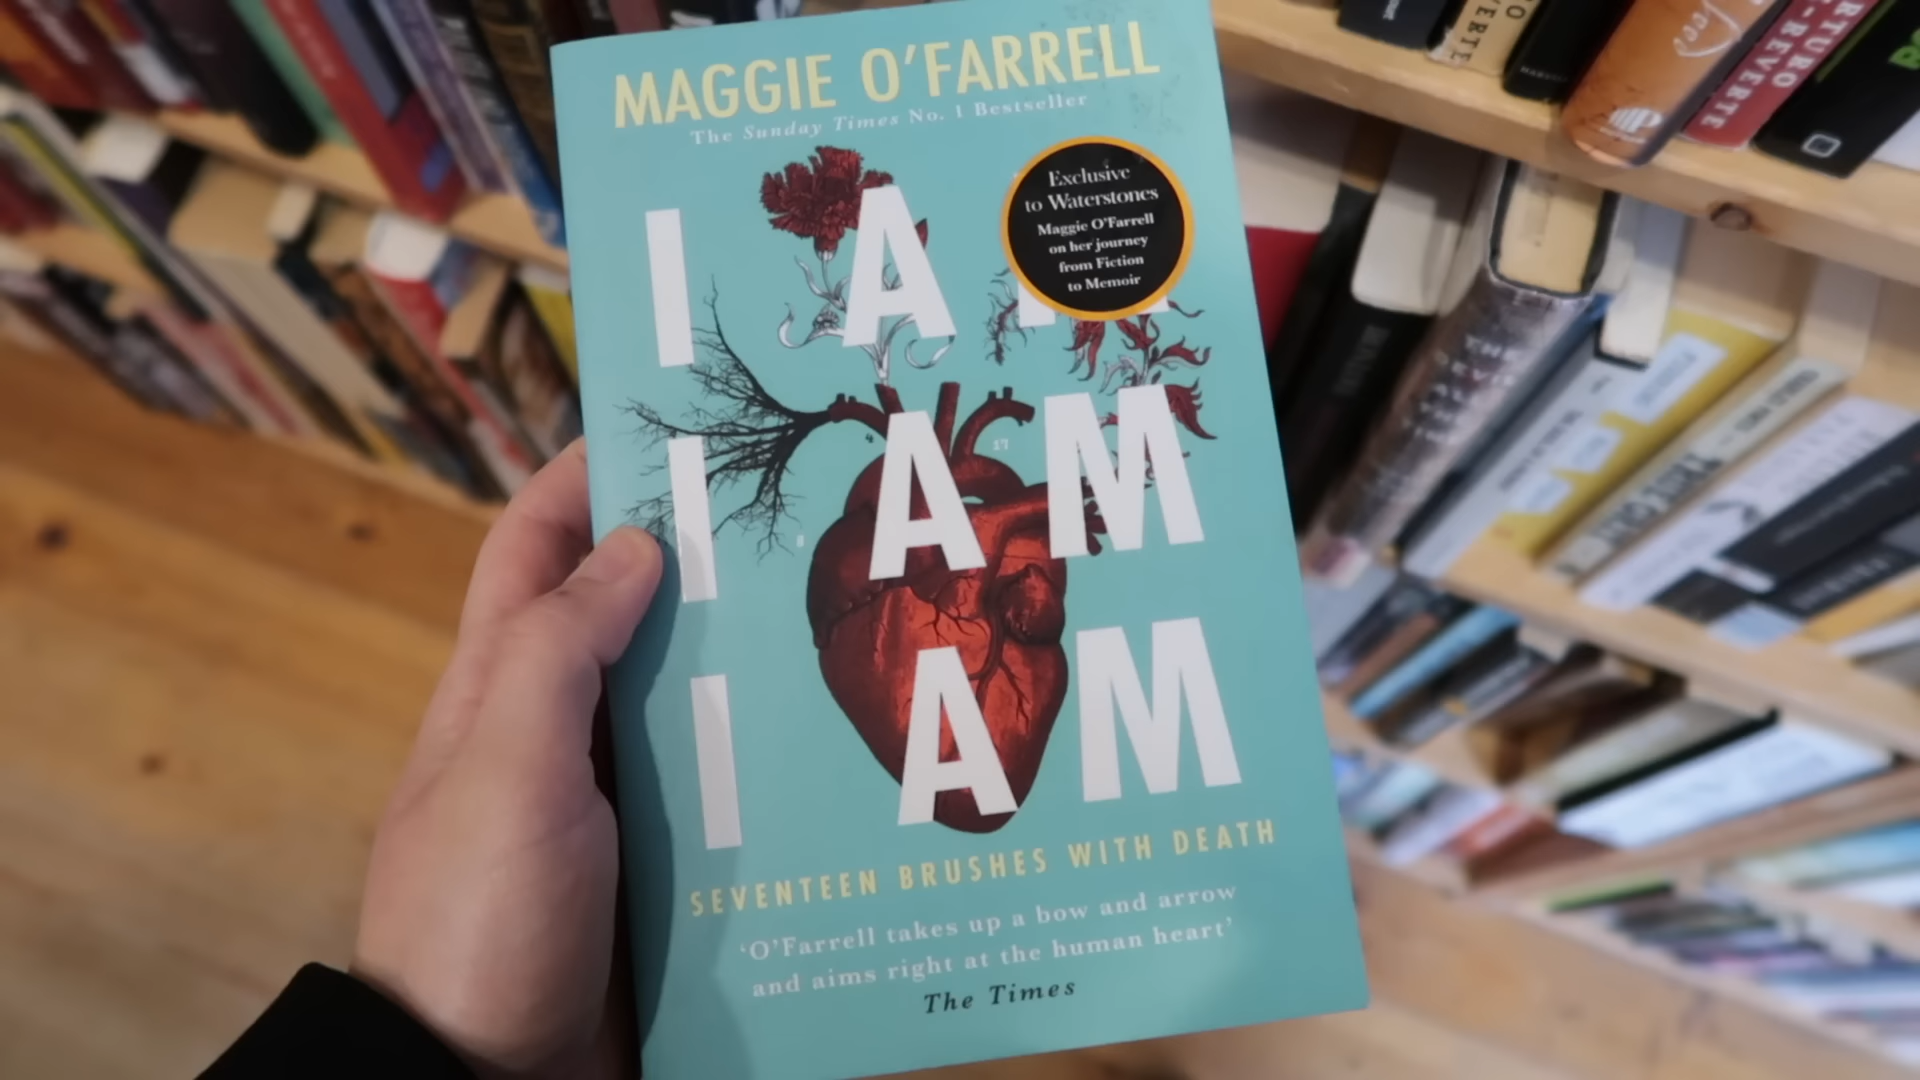 MAGGIE O'FARRELL
The Sunday Times No. 1 Bestseller
Exclusive
to Waterstones
Maggie O'Farrell
on her journey
from Fiction
to Memoir
I A
I AM
I AM
SEVENTEEN BRUSHES WITH DEATH
'O'Farrell takes up a bow and arrow
and aims right at the human heart'
The Times
ARTURO
-REVERTE